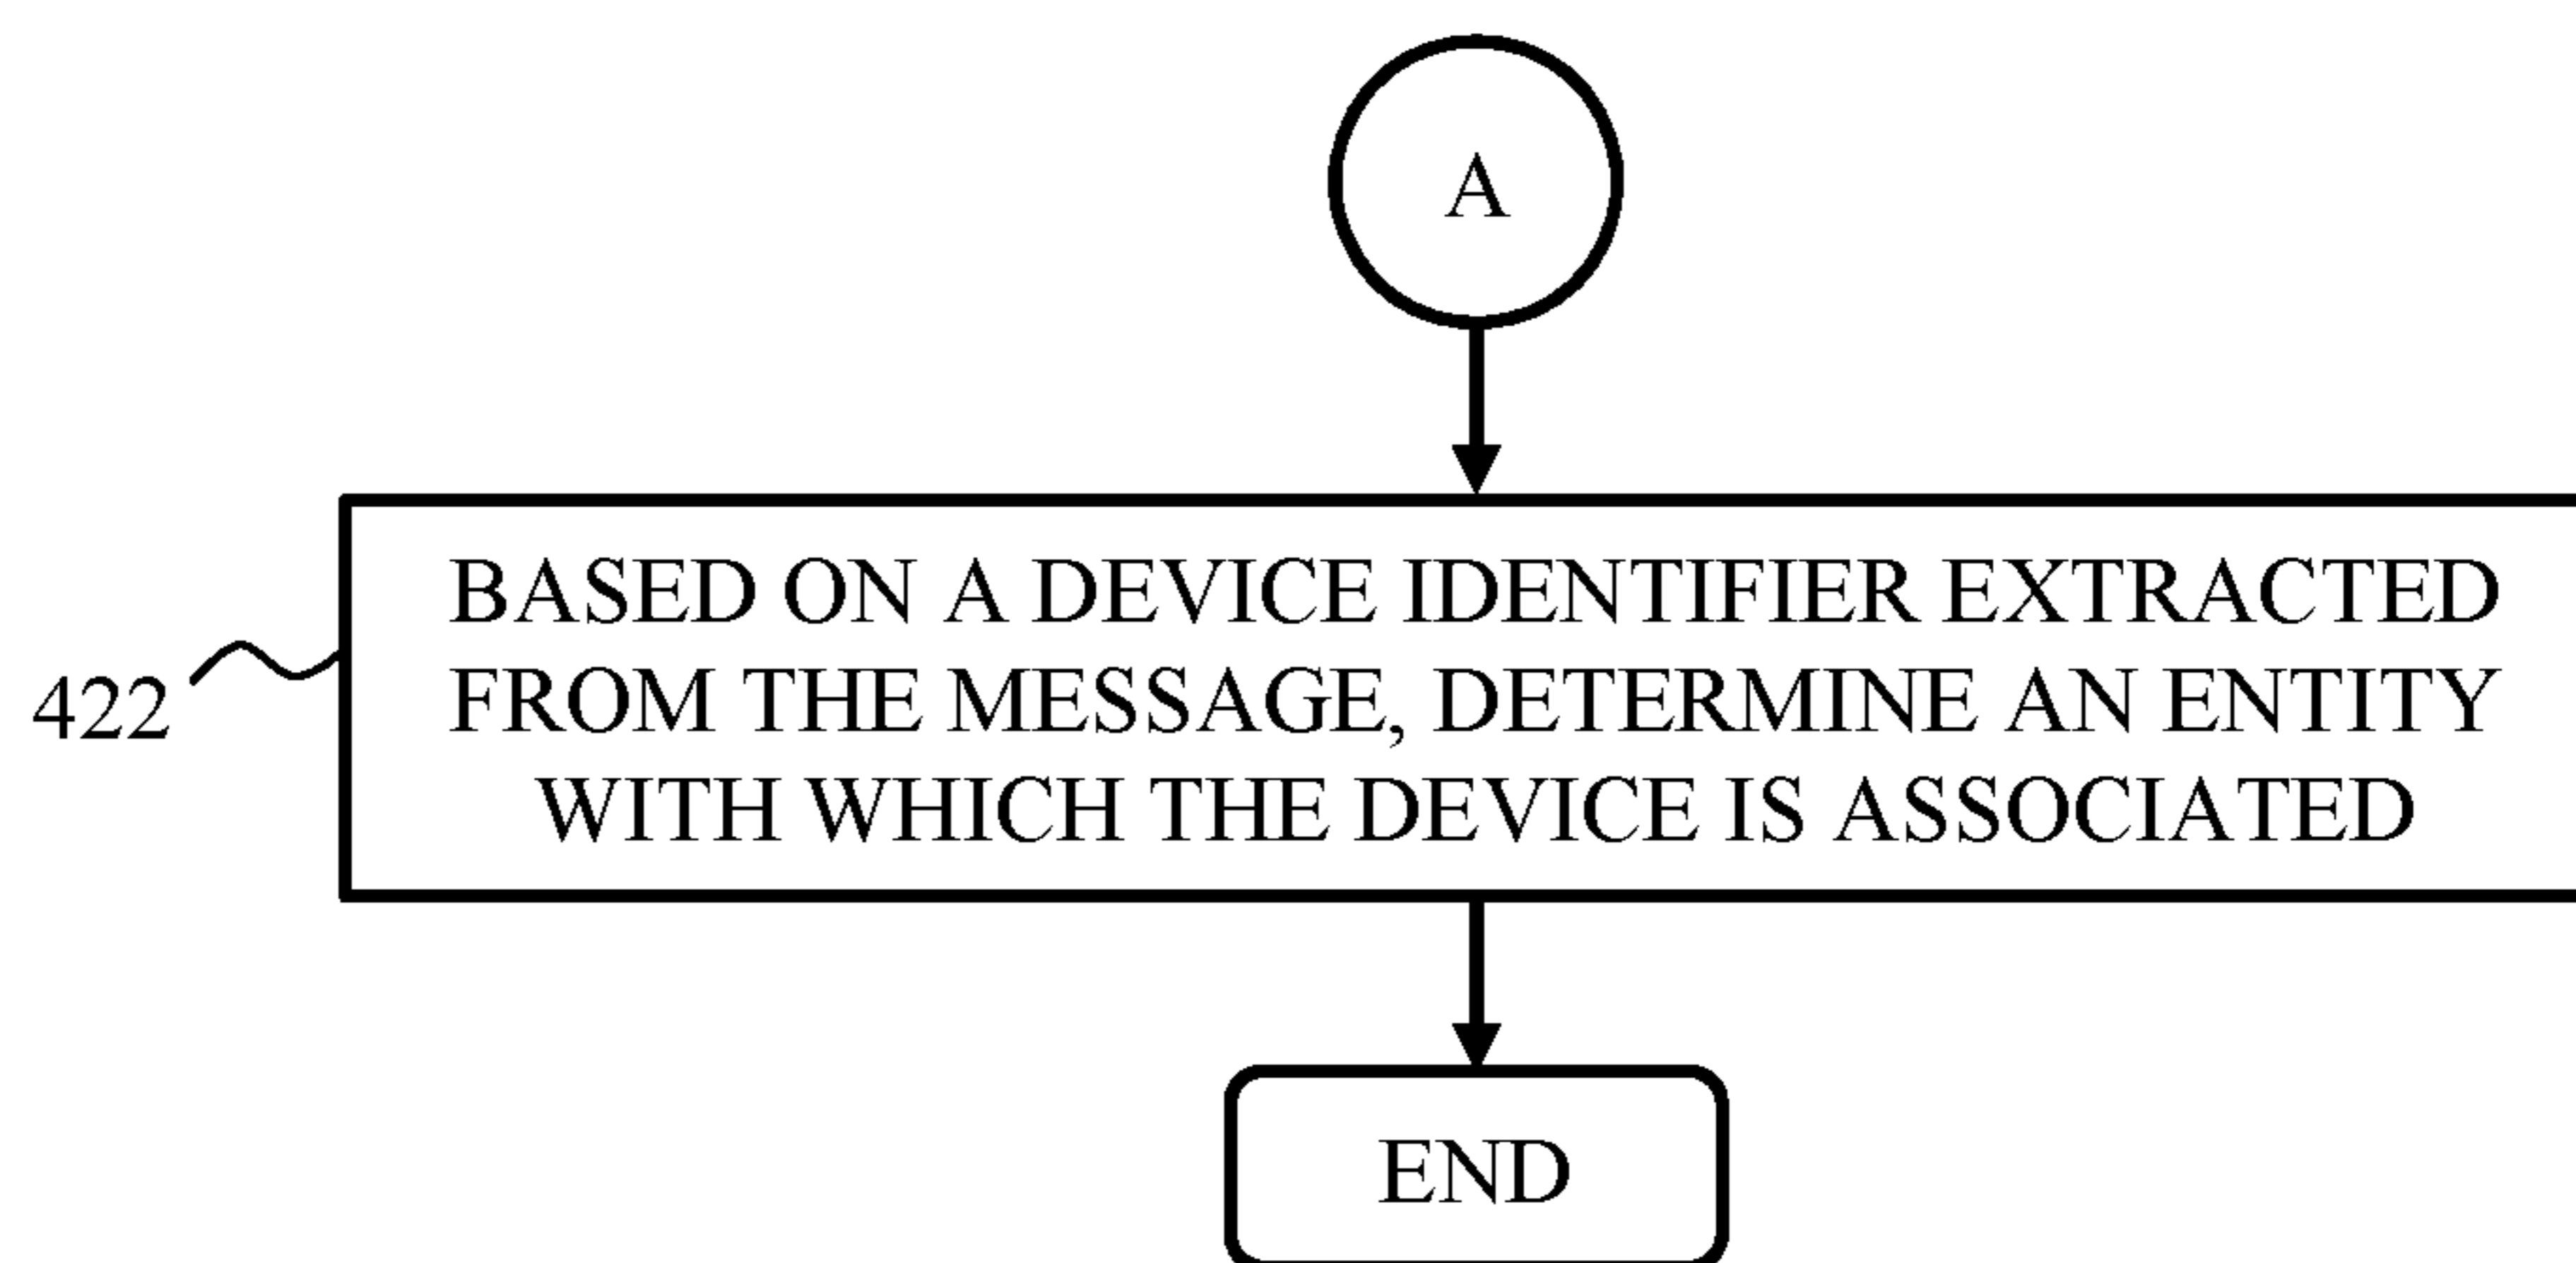 A
BASED ON A DEVICE IDENTIFIER EXTRACTED
FROM THE MESSAGE, DETERMINE AN ENTITY
WITH WHICH THE DEVICE IS ASSOCIATED
422
END